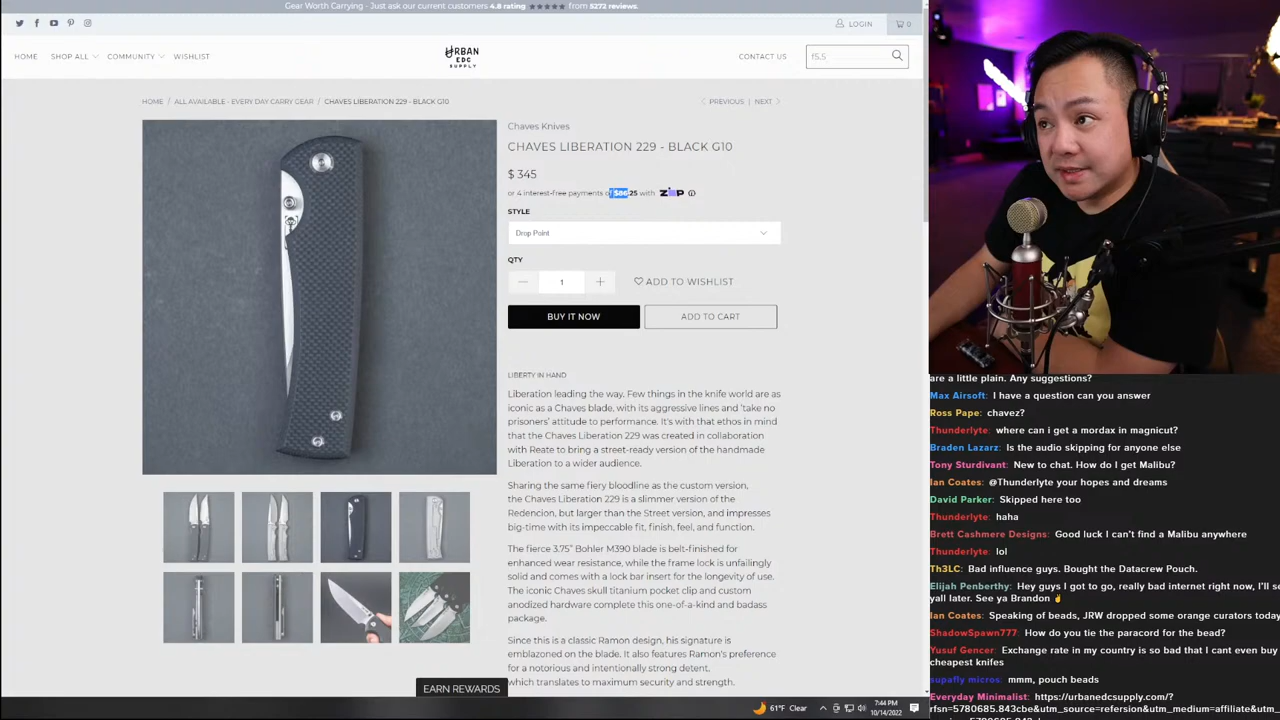 Gear Worth Carrying - Just ask our current customers 4.8 rating ★★★★★ from 5272 reviews.
LOGIN
0
HOME
SHOP ALL
COMMUNITY
WISHLIST
URBAN
EDC
SUPPLY
CONTACT US
f5.5
HOME / ALL AVAILABLE - EVERY DAY CARRY GEAR / CHAVES LIBERATION 229 - BLACK G10
PREVIOUS | NEXT
Chaves Knives
CHAVES LIBERATION 229 - BLACK G10
$ 345
or 4 interest-free payments of $86.25 with ZIP
STYLE
Drop Point
QTY
1
ADD TO WISHLIST
BUY IT NOW
ADD TO CART
LIBERTY IN HAND
Liberation leading the way. Few things in the knife world are as
iconic as a Chaves blade, with its aggressive lines and 'take no
prisoners' attitude to performance. It's with that ethos in mind
that the Chaves Liberation 229 was created in collaboration
with Reate to bring a street-ready version of the handmade
Liberation to a wider audience.
Sharing the same fiery bloodline as the custom version,
the Chaves Liberation 229 is a slimmer version of the
Redencion, but larger than the Street version, and impresses
big-time with its impeccable fit, finish, feel, and function.
The fierce 3.75" Bohler M390 blade is belt-finished for
enhanced wear resistance, while the frame lock is unfailingly
solid and comes with a lock bar insert for the longevity of use.
The iconic Chaves skull titanium pocket clip and custom
anodized hardware complete this one-of-a-kind and badass
package.
Since this is a classic Ramon design, his signature is
emblazoned on the blade. It also features Ramon's preference
for a notorious and intentionally strong detent,
which translates to maximum security and strength.
EARN REWARDS
are a little plain. Any suggestions?
Max Airsoft: I have a question can you answer
Ross Pape: chavez?
Thunderlyte: where can i get a mordax in magnicut?
Braden Lazarz: Is the audio skipping for anyone else
Tony Sturdivant: New to chat. How do I get Malibu?
Ian Coates: @Thunderlyte your hopes and dreams
David Parker: Skipped here too
Thunderlyte: haha
Brett Cashmere Designs: Good luck I can't find a Malibu anywhere
Thunderlyte: lol
Th3LC: Bad influence guys. Bought the Datacrew Pouch.
Elijah Penberthy: Hey guys I got to go, really bad internet right now, I'll s
yall later. See ya Brandon ✌
Ian Coates: Speaking of beads, JRW dropped some orange curators today
ShadowSpawn777: How do you tie the paracord for the bead?
Yusuf Gencer: Exchange rate in my country is so bad that I cant even buy
cheapest knifes
supafly micros: mmm, pouch beads
Everyday Minimalist: https://urbanedcsupply.com/?
rfsn=5780685.843cbe&utm_source=refersion&utm_medium=affiliate&utm_
61°F Clear
7:44 PM
10/14/2022